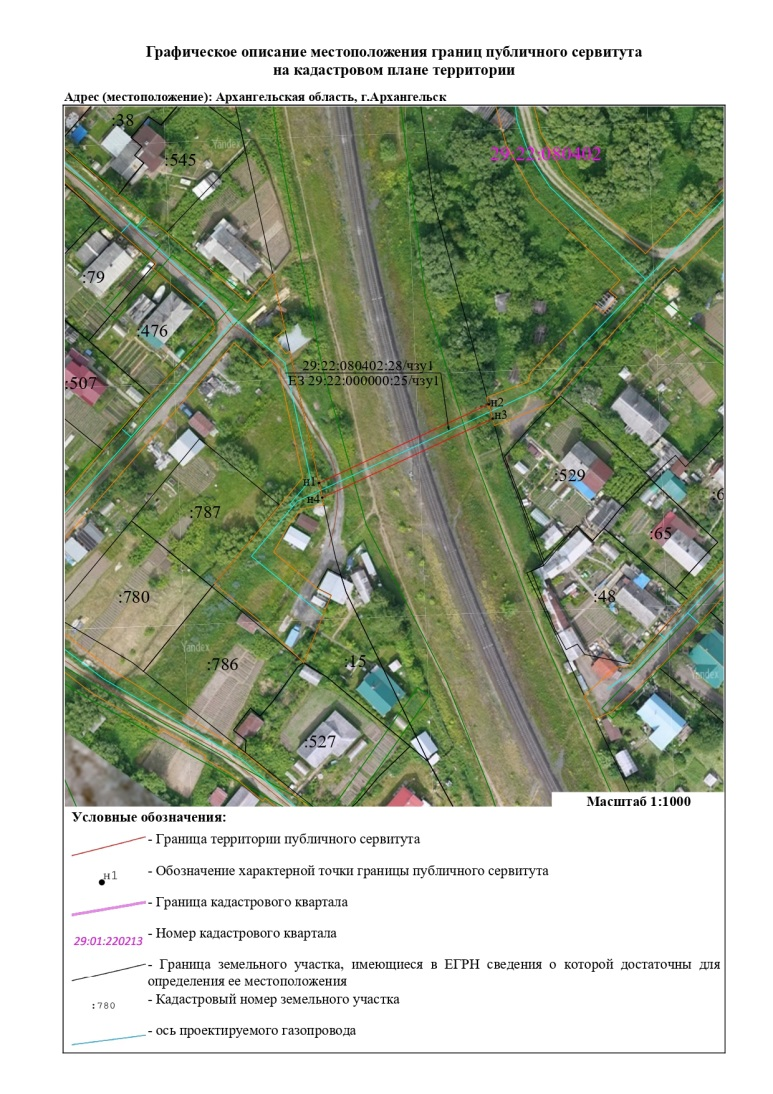 Графическое описание местоположения границ публичного сервитута
на кадастровом плане территории
Адрес (местоположение): Архангельская область, г.Архангельск
:38
:545
Yandex
29:22:080402
:79
:476
:507
29:22:080402:28/чзу1
ЕЗ 29:22:000000:25/чзу1
н2
н3
н1
н4
:529
:787
:65
:780
:48
Yandex
:786
:15
Yandex
:527
Масштаб 1:1000
Условные обозначения:
- Граница территории публичного сервитута
н1
- Обозначение характерной точки границы публичного сервитута
- Граница кадастрового квартала
29:01:220213
- Номер кадастрового квартала
- Граница земельного участка, имеющиеся в ЕГРН сведения о которой достаточны для
определения ее местоположения
:780
- Кадастровый номер земельного участка
- ось проектируемого газопровода